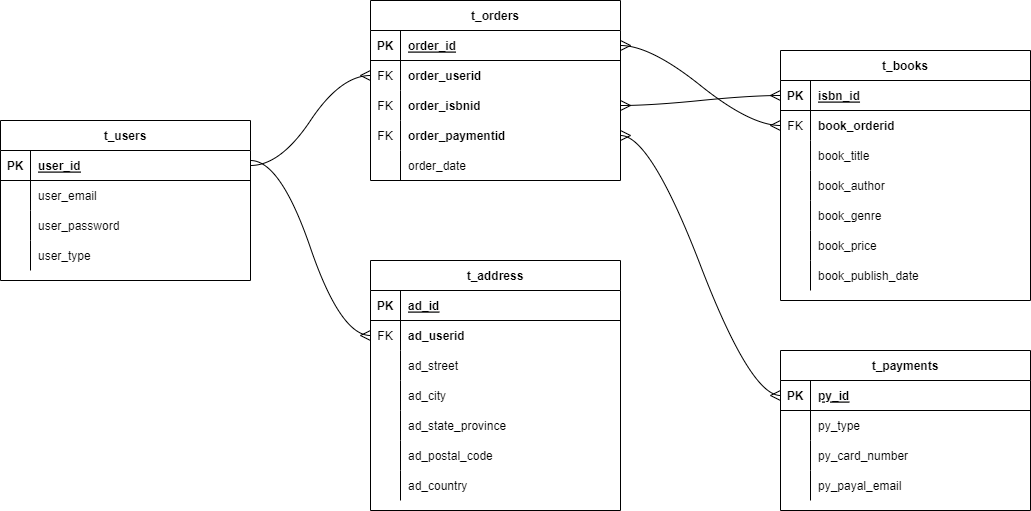 t_orders
PK order_id
FK order_userid
FK order_isbnid
FK order_paymentid
order_date
t_books
PK isbn_id
FK book_orderid
book_title
book_author
book_genre
book_price
book_publish_date
t_users
PK user_id
user_email
user_password
user_type
t_address
PK ad_id
FK ad_userid
ad_street
ad_city
ad_state_province
ad_postal_code
ad_country
t_payments
PK py_id
py_type
py_card_number
py_payal_email